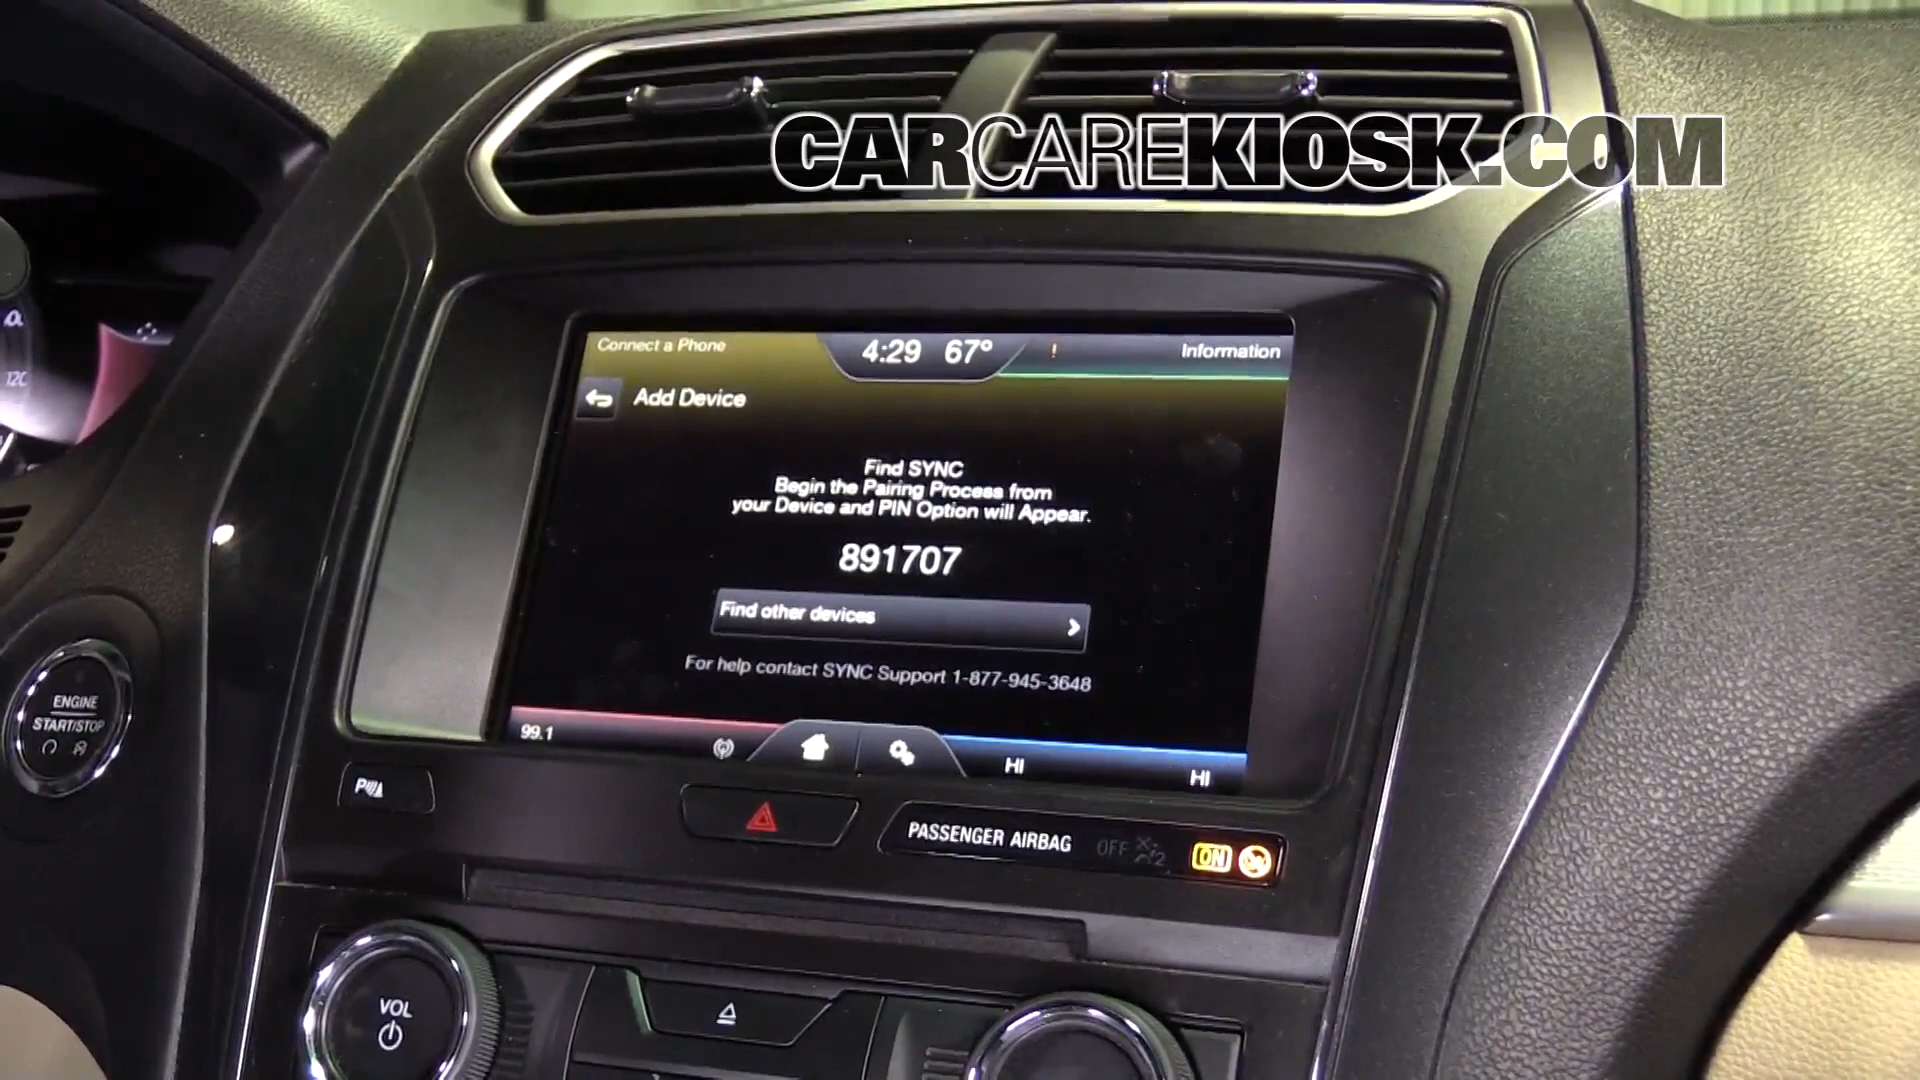 CARCAREKIOSK.COM
Connect a Phone
4:29 67°
!
Information
Add Device
Find SYNC
Begin the Pairing Process from
your Device and PIN Option will Appear.
891707
Find other devices
For help contact SYNC Support 1-877-945-3648
99.1
HI
HI
ENGINE
START/STOP
P
PASSENGER AIRBAG OFF 2 ON
VOL